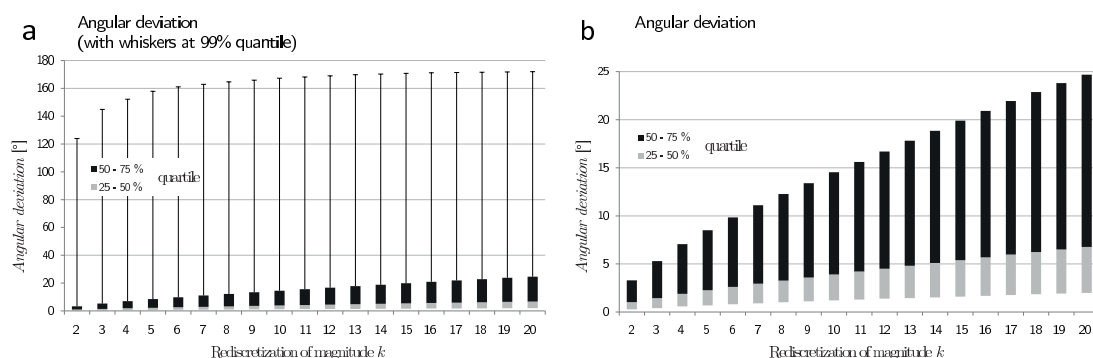 a
Angular deviation
(with whiskers at 99% quantile)
180
160
140
120
100
80
60
40
20
0
Angular deviation [°]
50 - 75 %
25 - 50 %
quartile
2 3 4 5 6 7 8 9 10 11 12 13 14 15 16 17 18 19 20
Rediscretization of magnitude k
b
Angular deviation
25
20
15
10
5
0
Angular deviation [°]
50 - 75 %
25 - 50 %
quartile
2 3 4 5 6 7 8 9 10 11 12 13 14 15 16 17 18 19 20
Rediscretization of magnitude k